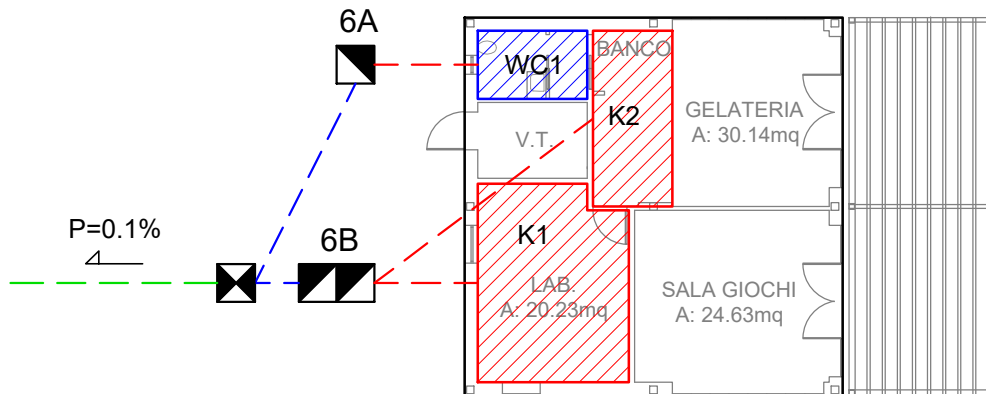 6A
WC1
BANCO
K2
GELATERIA
A: 30.14mq
V.T.
P=0.1%
6B
K1
LAB.
A: 20.23mq
SALA GIOCHI
A: 24.63mq